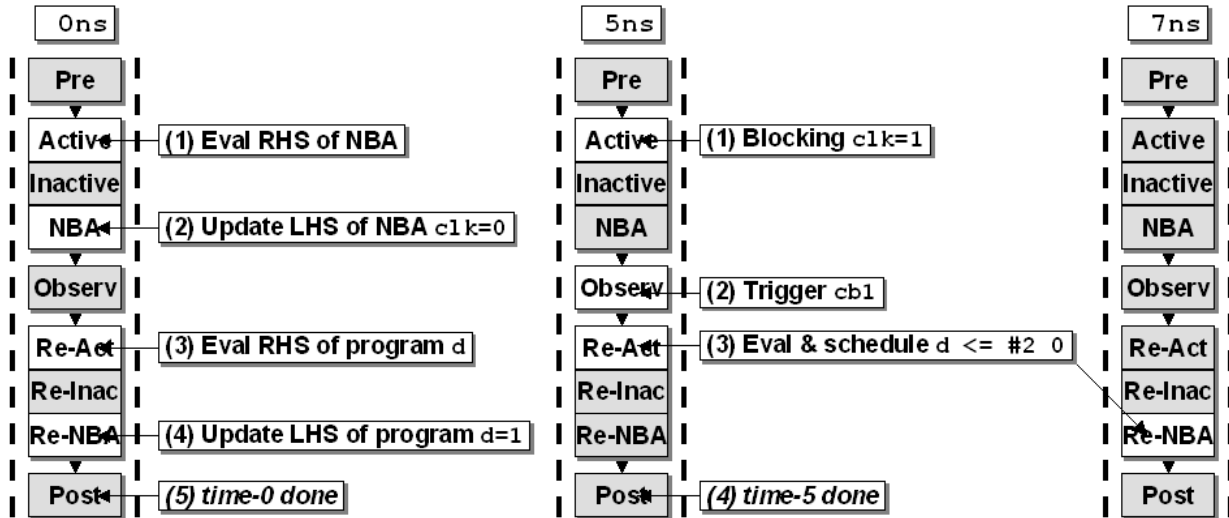 0ns
Pre
Active
(1) Eval RHS of NBA
Inactive
NBA
(2) Update LHS of NBA clk=0
Observ
Re-Act
(3) Eval RHS of program d
Re-Inac
Re-NBA
(4) Update LHS of program d=1
Post
(5) time-0 done
5ns
Pre
Active
(1) Blocking clk=1
Inactive
NBA
Observ
(2) Trigger cb1
Re-Act
(3) Eval & schedule d <= #2 0
Re-Inac
Re-NBA
Post
(4) time-5 done
7ns
Pre
Active
Inactive
NBA
Observ
Re-Act
Re-Inac
Re-NBA
Post